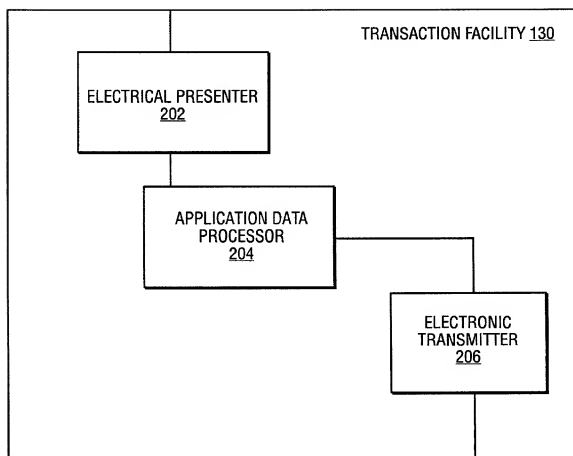 TRANSACTION FACILITY 130
ELECTRICAL PRESENTER
202
APPLICATION DATA
PROCESSOR
204
ELECTRONIC
TRANSMITTER
206